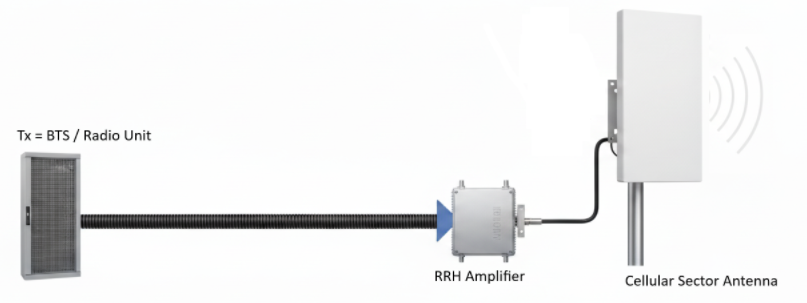 Tx = BTS / Radio Unit
RRH Amplifier
Cellular Sector Antenna